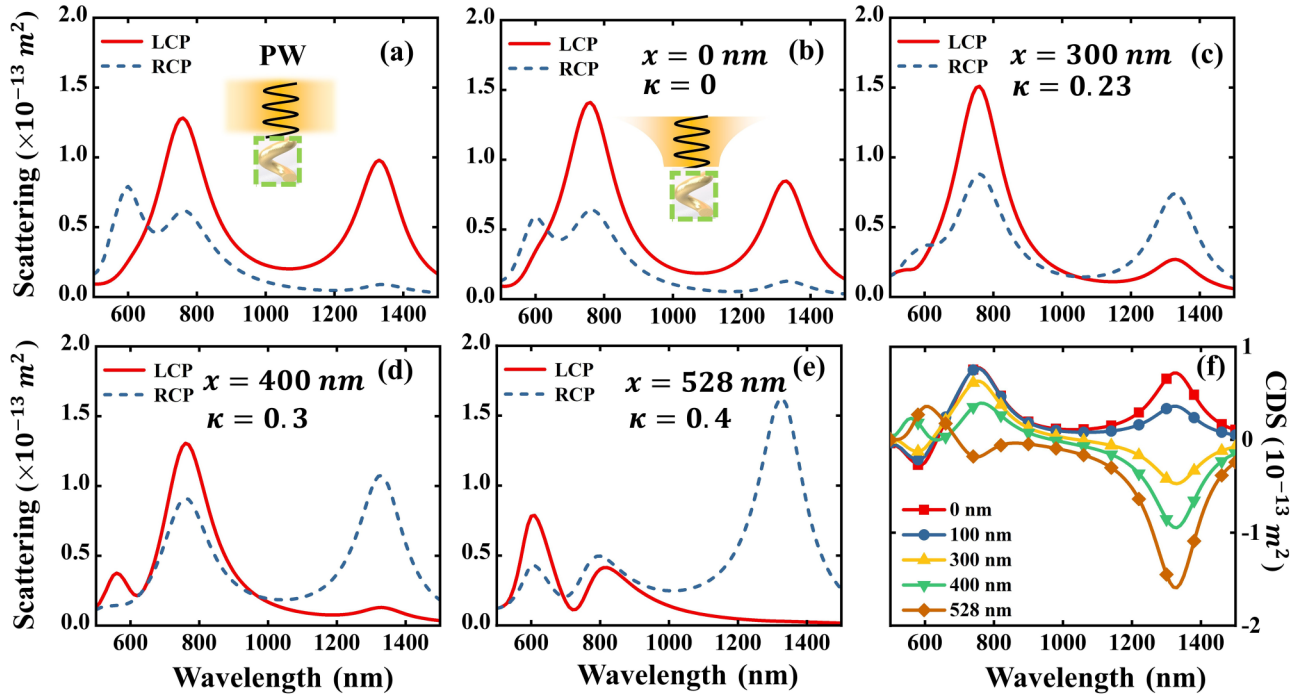 2.0
1.5
1.0
0.5
0.0
Scattering (×10⁻¹³ m²)
LCP
RCP
PW
(a)
600 800 1000 1200 1400
2.0
1.5
1.0
0.5
0.0
LCP
RCP
(b)
x = 0 nm
κ = 0
600 800 1000 1200 1400
2.0
1.5
1.0
0.5
0.0
LCP
RCP
(c)
x = 300 nm
κ = 0.23
600 800 1000 1200 1400
2.0
1.5
1.0
0.5
0.0
Scattering (×10⁻¹³ m²)
LCP
RCP
(d)
x = 400 nm
κ = 0.3
600 800 1000 1200 1400
Wavelength (nm)
2.0
1.5
1.0
0.5
0.0
LCP
RCP
(e)
x = 528 nm
κ = 0.4
600 800 1000 1200 1400
Wavelength (nm)
(f)
0 nm
100 nm
300 nm
400 nm
528 nm
1
0
-1
-2
CDS (10⁻¹³ m²)
600 800 1000 1200 1400
Wavelength (nm)